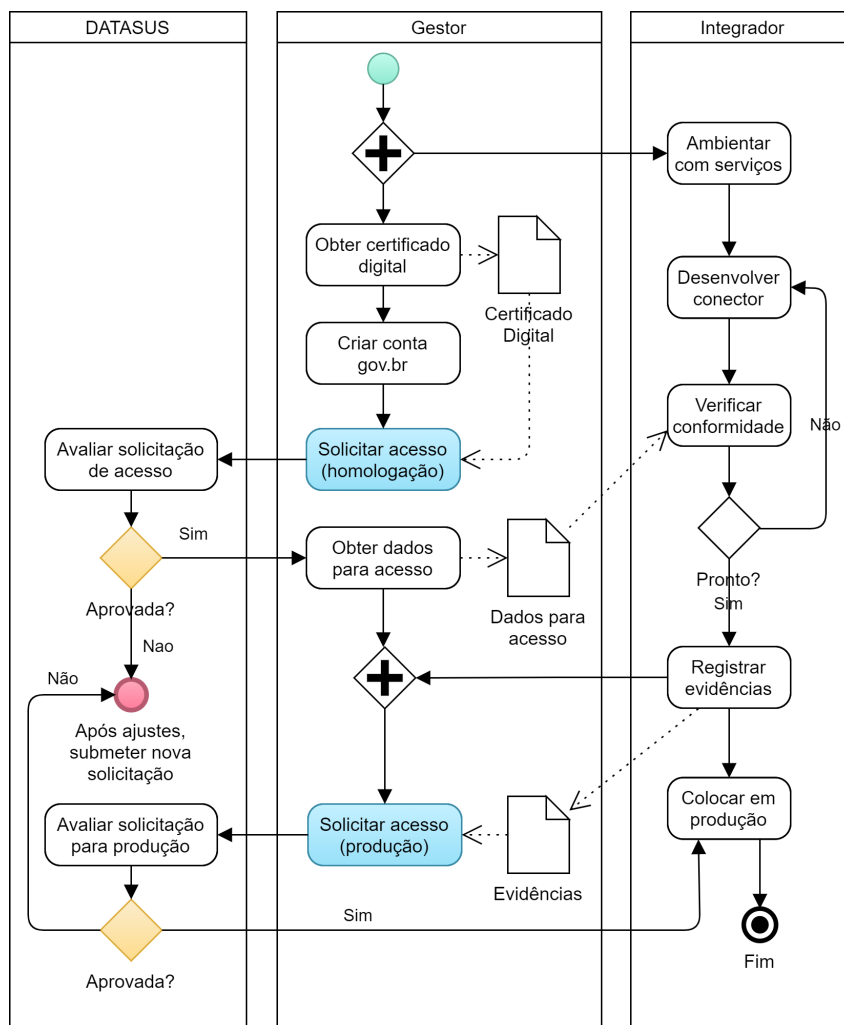 DATASUS
Gestor
Integrador
Ambientar
com serviços
Obter certificado
digital
Certificado
Digital
Desenvolver
conector
Criar conta
gov.br
Verificar
conformidade
Não
Avaliar solicitação
de acesso
Solicitar acesso
(homologação)
Sim
Obter dados
para acesso
Dados para
acesso
Pronto?
Sim
Aprovada?
Nao
Não
Registrar
evidências
Após ajustes,
submeter nova
solicitação
Colocar em
produção
Avaliar solicitação
para produção
Solicitar acesso
(produção)
Evidências
Sim
Aprovada?
Fim